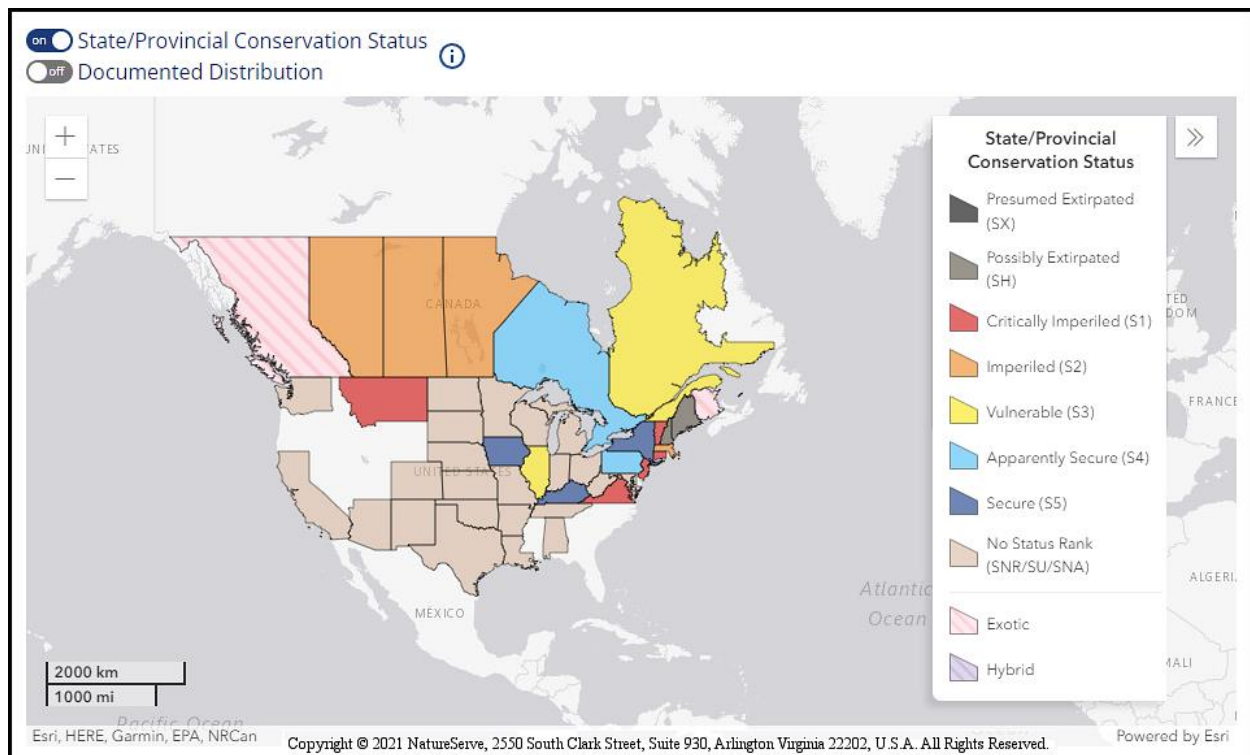 on State/Provincial Conservation Status
off Documented Distribution
i
+
−
ATES
CANADA
UNITED STATES
MÉXICO
Atlantic
Ocean
Pacific Ocean
FRANCE
ALGERI
MALI
State/Provincial
Conservation Status
Presumed Extirpated
(SX)
Possibly Extirpated
(SH)
Critically Imperiled (S1)
Imperiled (S2)
Vulnerable (S3)
Apparently Secure (S4)
Secure (S5)
No Status Rank
(SNR/SU/SNA)
Exotic
Hybrid
2000 km
1000 mi
Esri, HERE, Garmin, EPA, NRCan
Copyright © 2021 NatureServe, 2550 South Clark Street, Suite 930, Arlington Virginia 22202, U.S.A. All Rights Reserved.
Powered by Esri